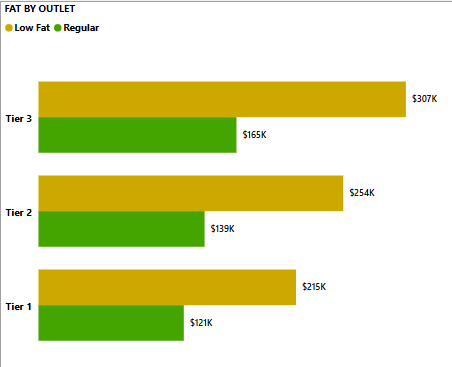 FAT BY OUTLET
Low Fat Regular
$307K
Tier 3
$165K
$254K
Tier 2
$139K
$215K
Tier 1
$121K